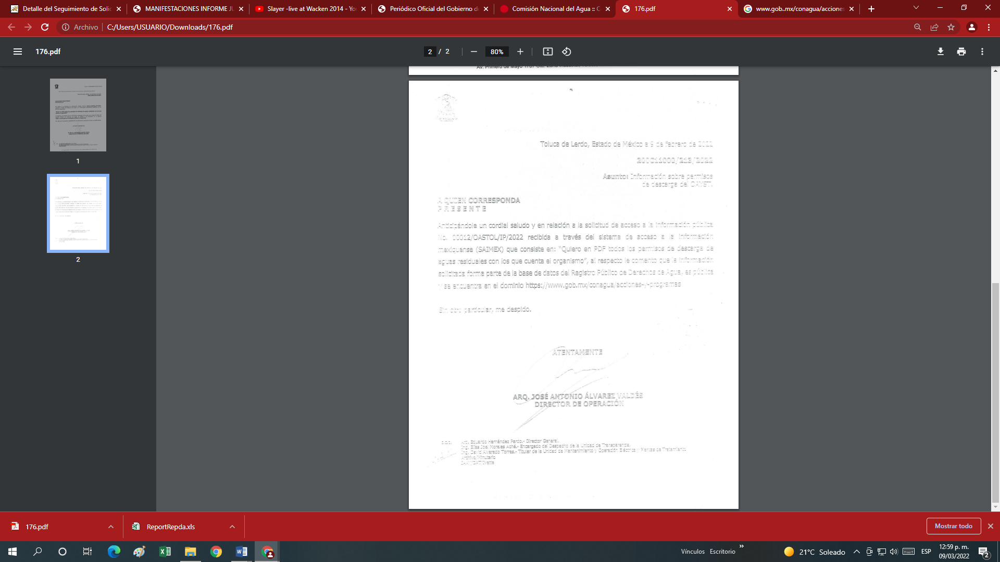 Detalle del Seguimiento de Solic
MANIFESTACIONES INFORME JU
Slayer -live at Wacken 2014 - You
Periódico Oficial del Gobierno de
Comisión Nacional del Agua :: C
176.pdf
www.gob..mx/conagua/acciones
Archivo
C:/Users/USUARIO/Downloads/176.pdf
176.pdf
2 / 2
80%
1
2
Av. Primero de Mayo 1707
Toluca de Lerdo, Estado de México a 9 de febrero de 2022
200C11000/213/2022
Asunto: Información sobre permisos
de descarga del OAYST.
A QUIEN CORRESPONDA
P R E S E N T E
Anticipándole un cordial saludo y en relación a la solicitud de acceso a la información pública
No. 00012/OASTOL/IP/2022 recibida a través del sistema de acceso a la información
mexiquense (SAIMEX) que consiste en: "Quiero en PDF todos los permisos de descarga de
aguas residuales con los que cuenta el organismo", al respecto le comento que la información
solicitada forma parte de la base de datos del Registro Público de Derechos de Agua, es pública
y se encuentra en el dominio https://www.gob.mx/conagua/acciones-y-programas
Sin otro particular, me despido.
ATENTAMENTE
ARQ. JOSÉ ANTONIO ÁLVAREZ VALDÉS
DIRECTOR DE OPERACIÓN
c.c.p. Arq. Eduardo Hernández Pardo.- Director General.
Ing. Elías Joel Morales Aché.- Encargado del Despacho de la Unidad de Transparencia.
Ing. David Alvarado Torres.- Titular de la Unidad de Mantenimiento y Operación Eléctrica y Plantas de Tratamiento
Archivo/Minutario
176.pdf
ReportRepda.xls
Mostrar todo
Vínculos
Escritorio
21°C Soleado
ESP
12:59 p. m.
09/03/2022
2